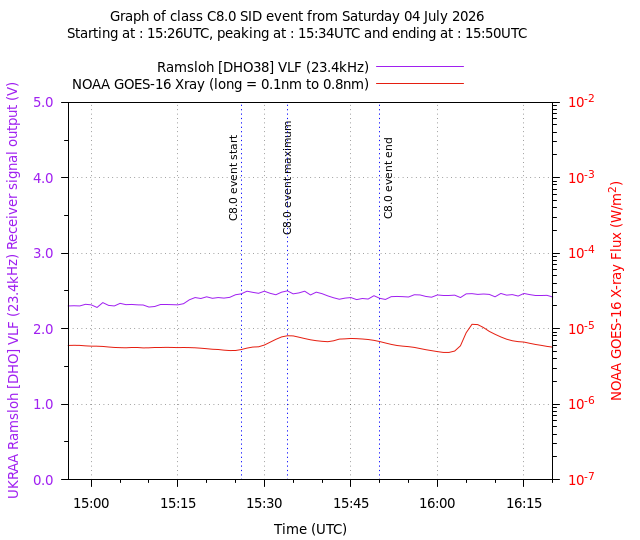 Graph of class C8.0 SID event from Saturday 04 July 2026
Starting at : 15:26UTC, peaking at : 15:34UTC and ending at : 15:50UTC
Ramsloh [DHO38] VLF (23.4kHz)
NOAA GOES-16 Xray (long = 0.1nm to 0.8nm)
UKRAA Ramsloh [DHO] VLF (23.4kHz) Receiver signal output (V)
5.0
4.0
3.0
2.0
1.0
0.0
C8.0 event start
C8.0 event maximum
C8.0 event end
10-2
10-3
10-4
10-5
10-6
10-7
NOAA GOES-16 X-ray Flux (W/m2)
15:00 15:15 15:30 15:45 16:00 16:15
Time (UTC)